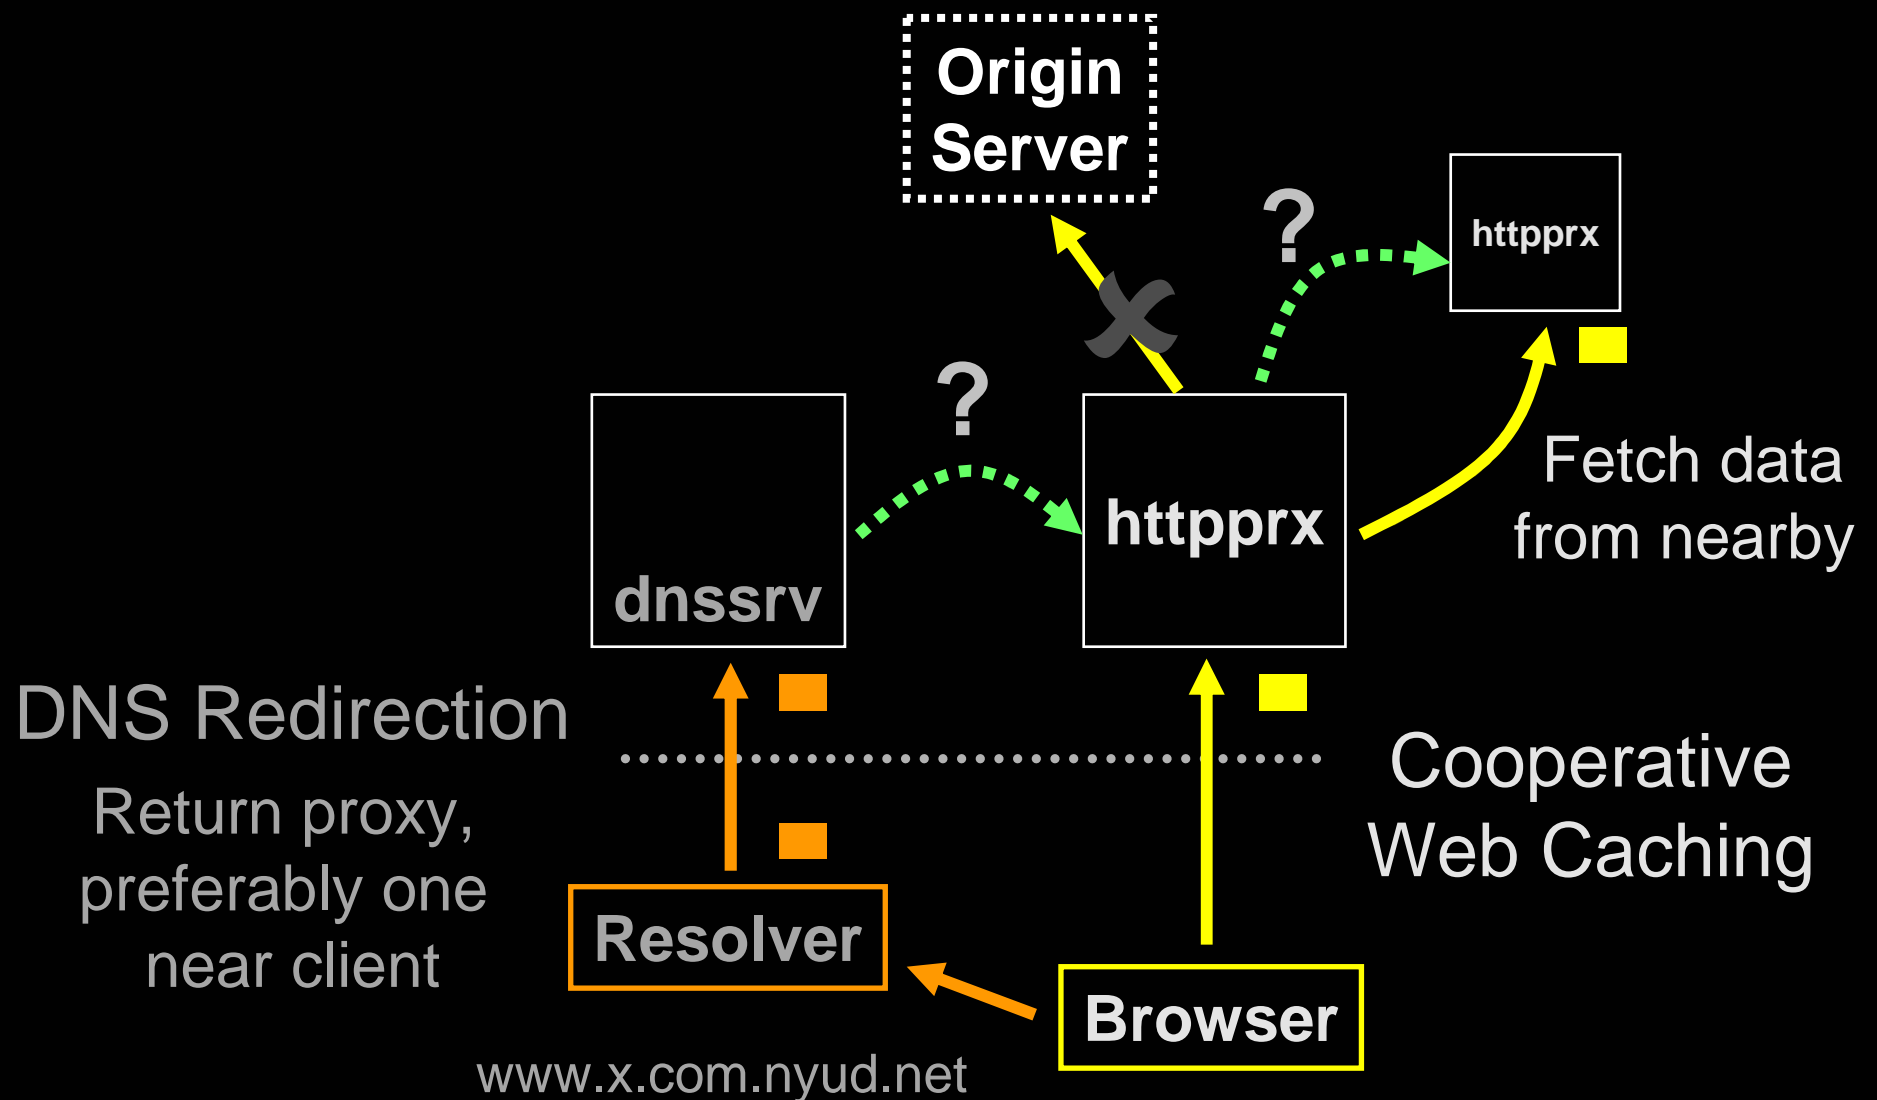 Origin
Server
?
httpprx
?
Fetch data
from nearby
httpprx
dnssrv
DNS Redirection
Return proxy,
preferably one
near client
Cooperative
Web Caching
Resolver
Browser
www.x.com.nyud.net